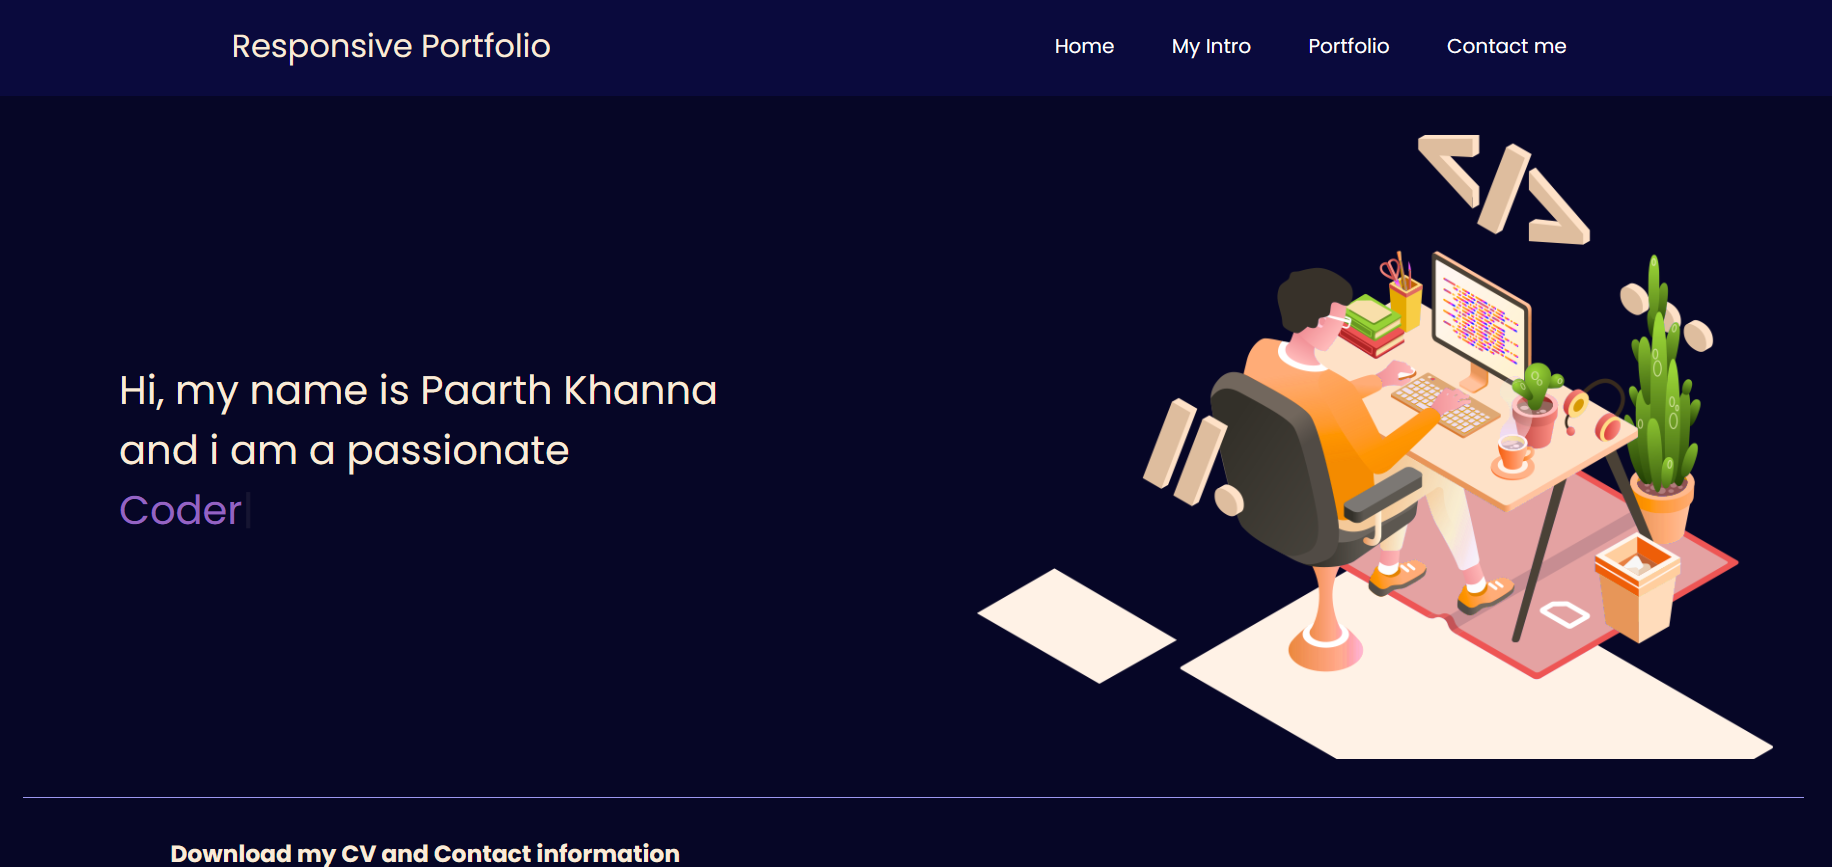 Responsive Portfolio
Home My Intro Portfolio Contact me
</>
Hi, my name is Paarth Khanna
and i am a passionate
Coder
//
Download my CV and Contact information